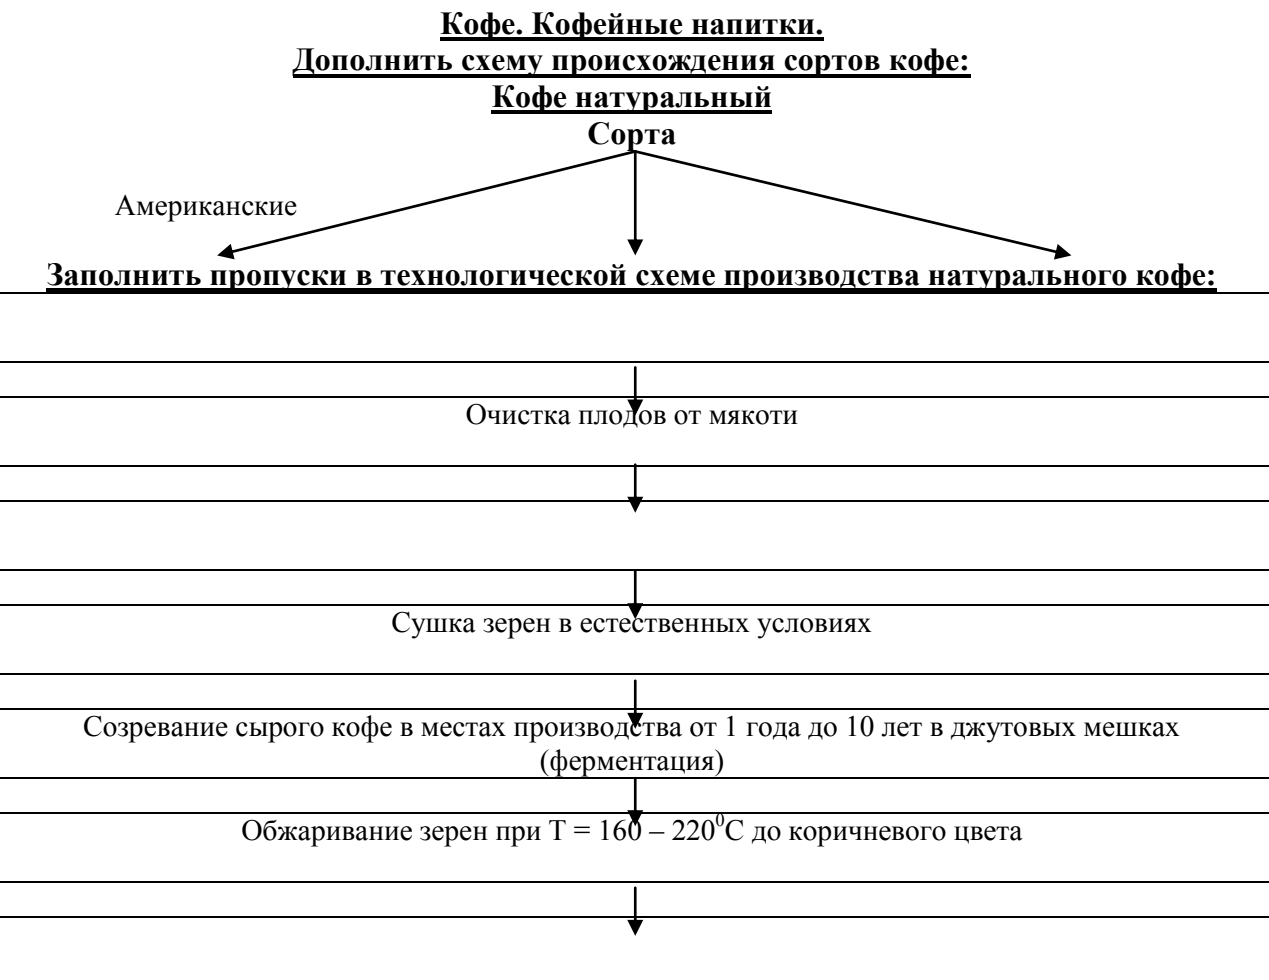 Кофе. Кофейные напитки.
Дополнить схему происхождения сортов кофе:
Кофе натуральный
Сорта
Американские
Заполнить пропуски в технологической схеме производства натурального кофе:
Очистка плодов от мякоти
Сушка зерен в естественных условиях
Созревание сырого кофе в местах производства от 1 года до 10 лет в джутовых мешках
(ферментация)
Обжаривание зерен при Т = 160 – 220⁰С до коричневого цвета